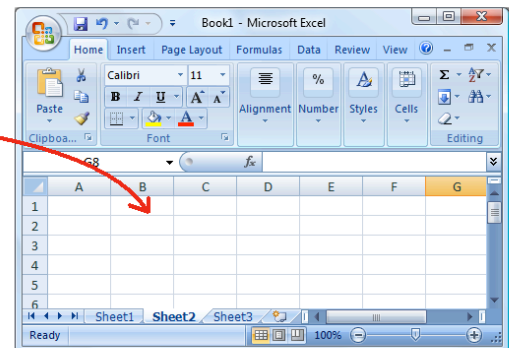 Book1 - Microsoft Excel
Home Insert Page Layout Formulas Data Review View
Calibri 11 Σ
Paste B I U A A Alignment Number Styles Cells
A
Clipboa... Font Editing
G8 fx
A B C D E F G
1
2
3
4
5
6
Sheet1 Sheet2 Sheet3
Ready 100%